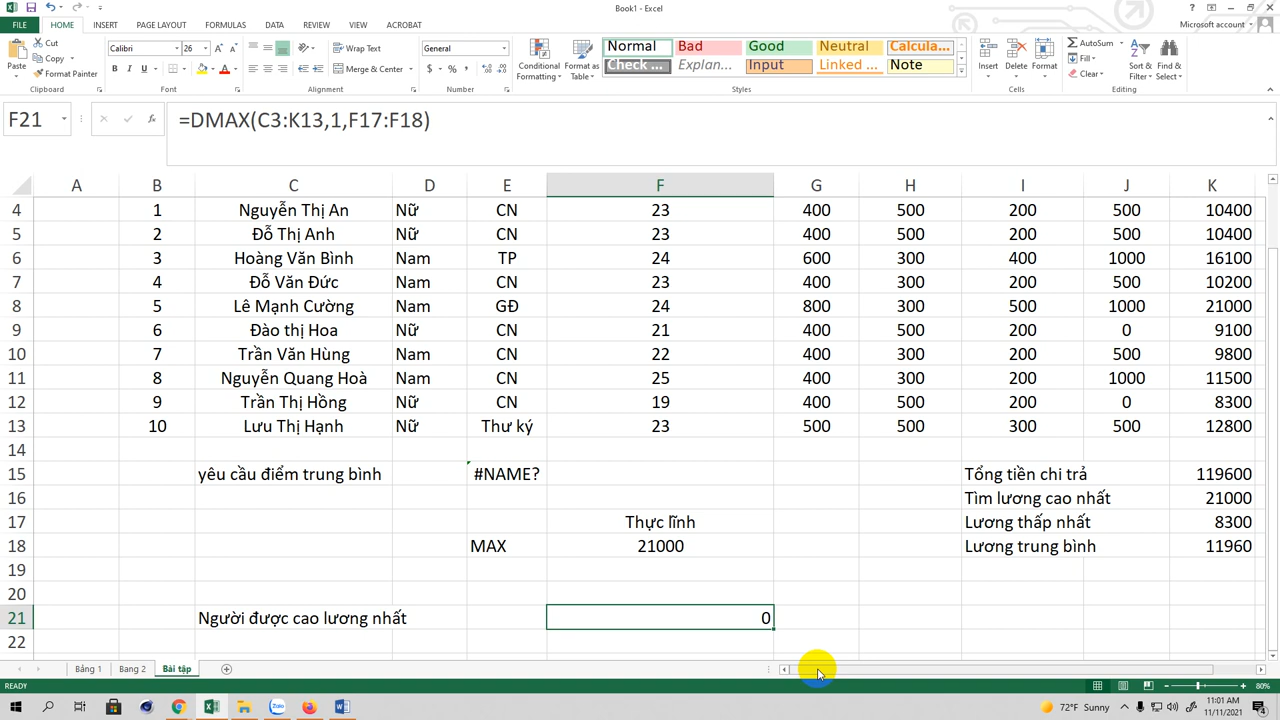 Book1 - Excel
FILE HOME INSERT PAGE LAYOUT FORMULAS DATA REVIEW VIEW ACROBAT Microsoft account
Cut
Copy
Format Painter
Paste
Calibri 26
B I U
Wrap Text
Merge & Center
General
$ % ,
Conditional Formatting
Format as Table
Normal Bad Good Neutral Calcula...
Check ... Explan... Input Linked ... Note
Insert Delete Format
AutoSum
Fill
Clear
Sort & Filter
Find & Select
Clipboard Font Alignment Number Styles Cells Editing
F21 fx =DMAX(C3:K13,1,F17:F18)
A B C D E F G H I J K
4 1 Nguyễn Thị An Nữ CN 23 400 500 200 500 10400
5 2 Đỗ Thị Anh Nữ CN 23 400 500 200 500 10400
6 3 Hoàng Văn Bình Nam TP 24 600 300 400 1000 16100
7 4 Đỗ Văn Đức Nam CN 23 400 300 200 500 10200
8 5 Lê Mạnh Cường Nam GĐ 24 800 300 500 1000 21000
9 6 Đào thị Hoa Nữ CN 21 400 500 200 0 9100
10 7 Trần Văn Hùng Nam CN 22 400 300 200 500 9800
11 8 Nguyễn Quang Hoà Nam CN 25 400 300 200 1000 11500
12 9 Trần Thị Hồng Nữ CN 19 400 500 200 0 8300
13 10 Lưu Thị Hạnh Nữ Thư ký 23 500 500 300 500 12800
14
15 yêu cầu điểm trung bình #NAME? Tổng tiền chi trả 119600
16 Tìm lương cao nhất 21000
17 Thực lĩnh Lương thấp nhất 8300
18 MAX 21000 Lương trung bình 11960
19
20
21 Người được cao lương nhất 0
22
Bảng 1 Bang 2 Bài tập
READY 80%
72°F Sunny 11:01 AM
11/11/2021